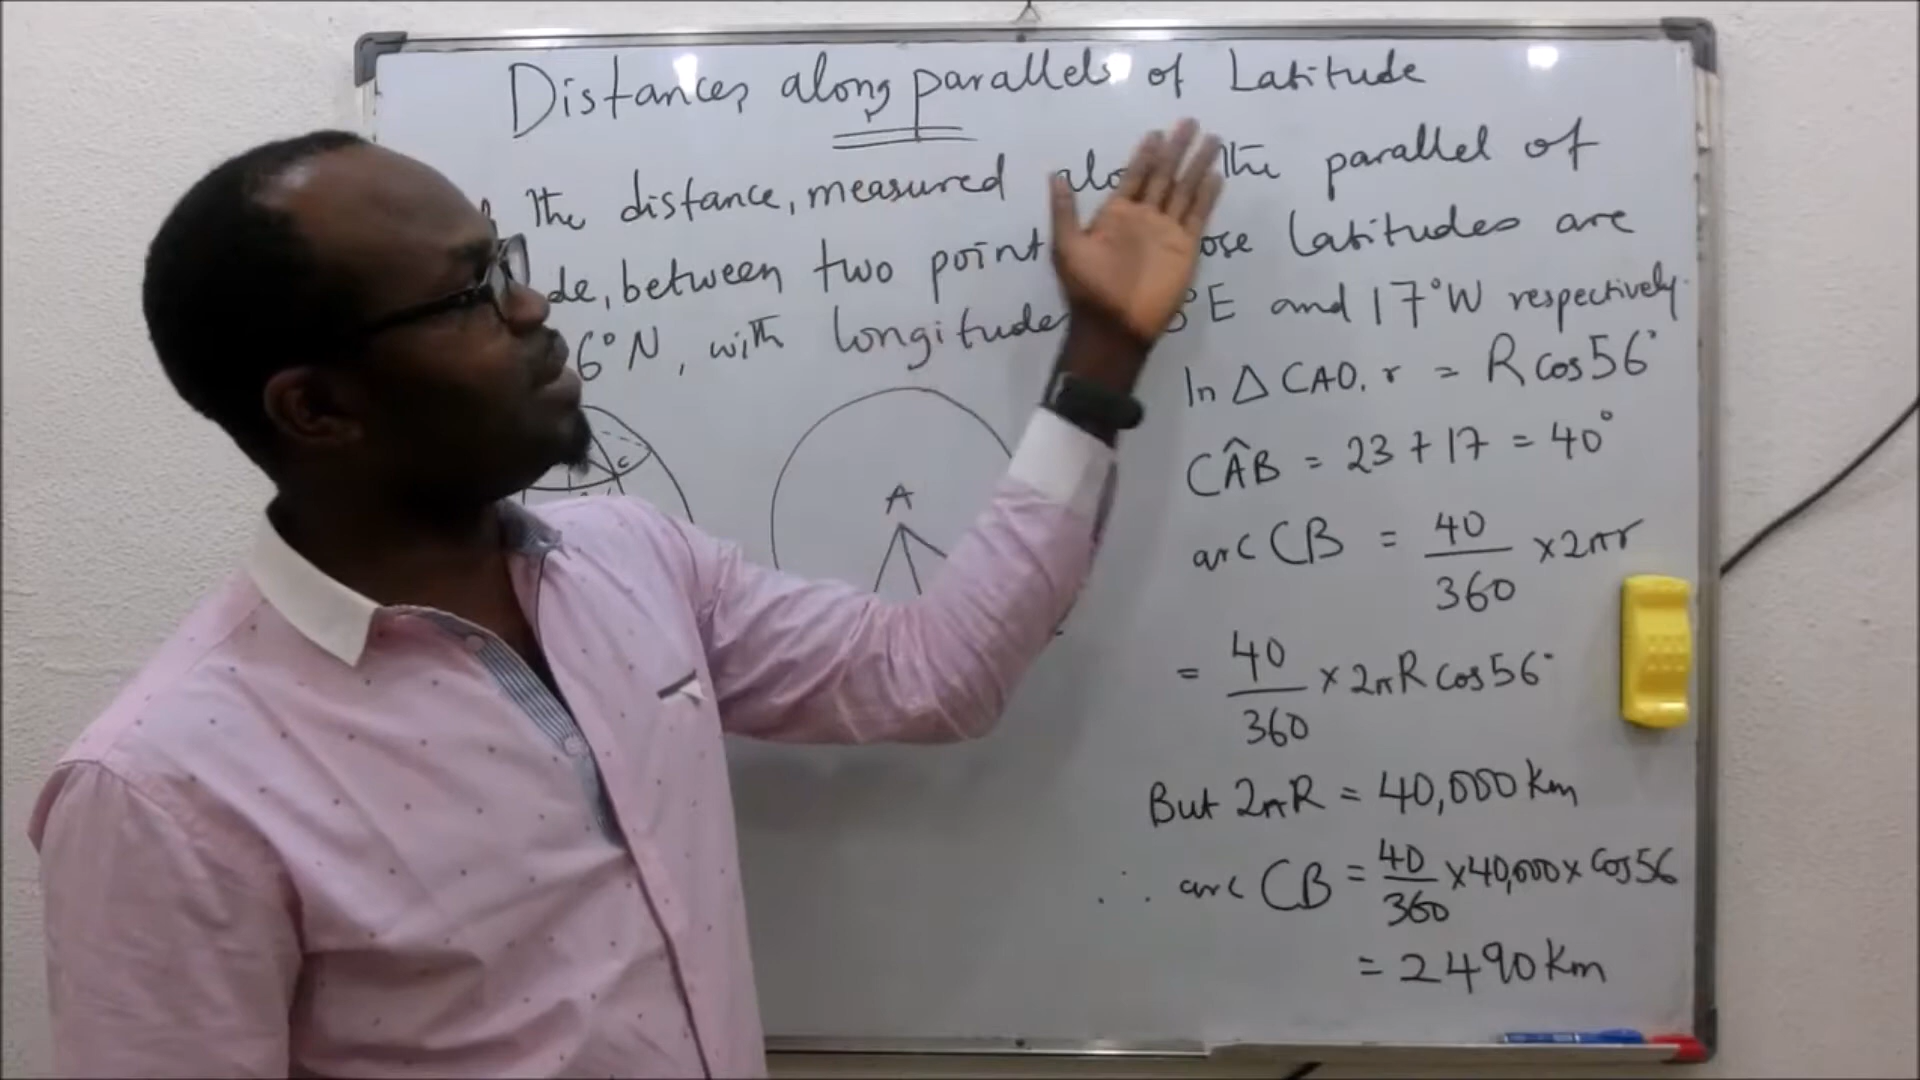 Distances along parallels of Latitude
the distance, measured the parallel of
between two latitudes are
6°N, with longitude E and 17°W respectively.
In △CAO, r = R cos 56°
CÂB = 23 + 17 = 40°
arc CB = 40/360 × 2πr
= 40/360 × 2πR cos 56°
But 2πR = 40,000 km
∴ arc CB = 40/360 × 40,000 × cos 56
= 2490 km
C
A